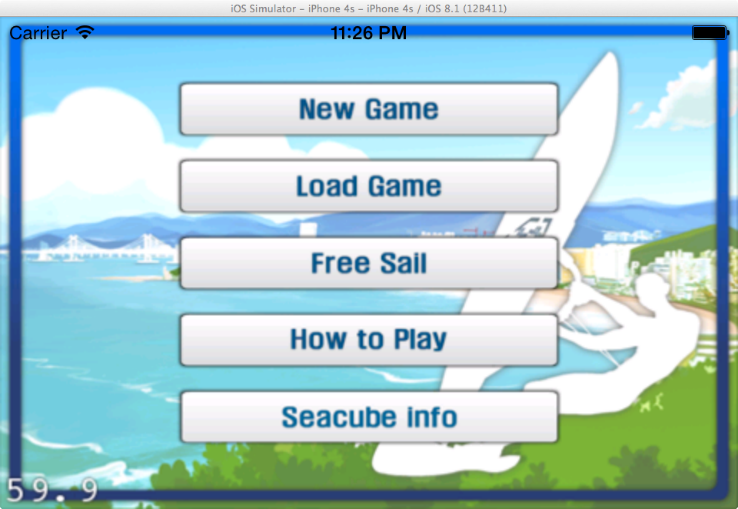 iOS Simulator – iPhone 4s – iPhone 4s / iOS 8.1 (12B411)
Carrier 11:26 PM
New Game
Load Game
Free Sail
How to Play
Seacube info
59.9